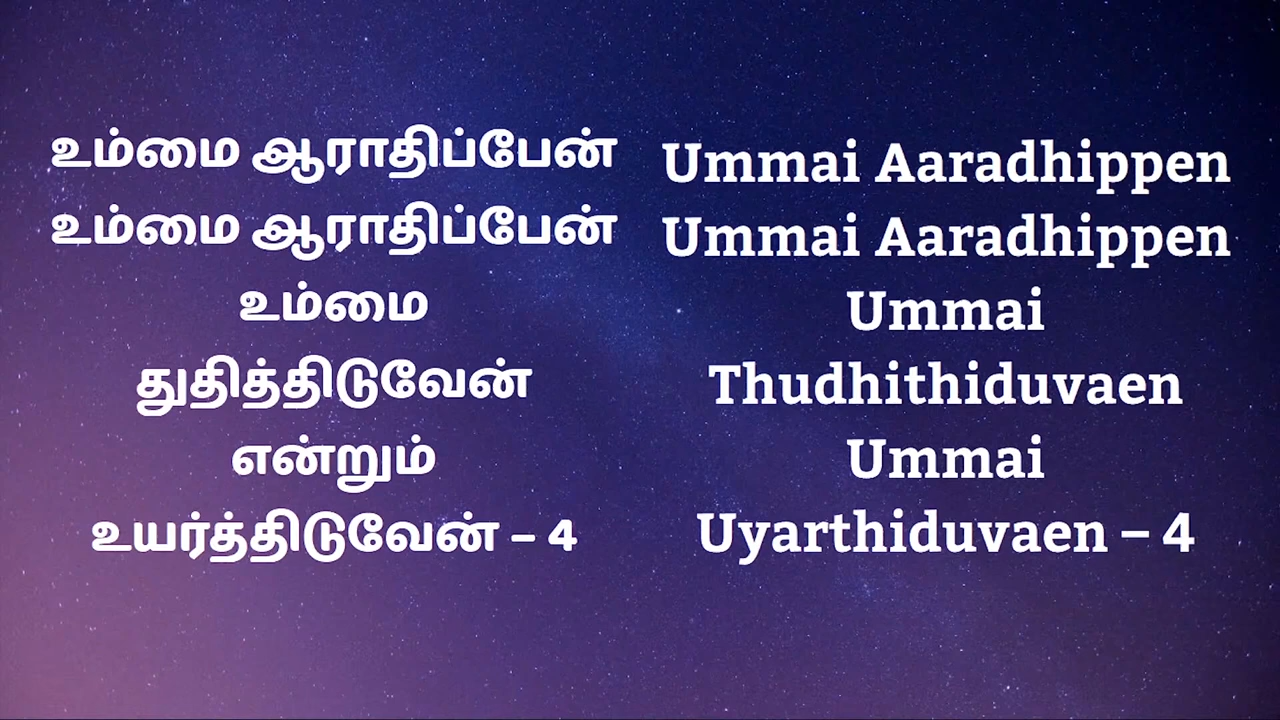 உம்மை ஆராதிப்பேன்
உம்மை ஆராதிப்பேன்
உம்மை
துதித்திடுவேன்
என்றும்
உயர்த்திடுவேன் – 4
Ummai Aaradhippen
Ummai Aaradhippen
Ummai
Thudhithiduvaen
Ummai
Uyarthiduvaen – 4